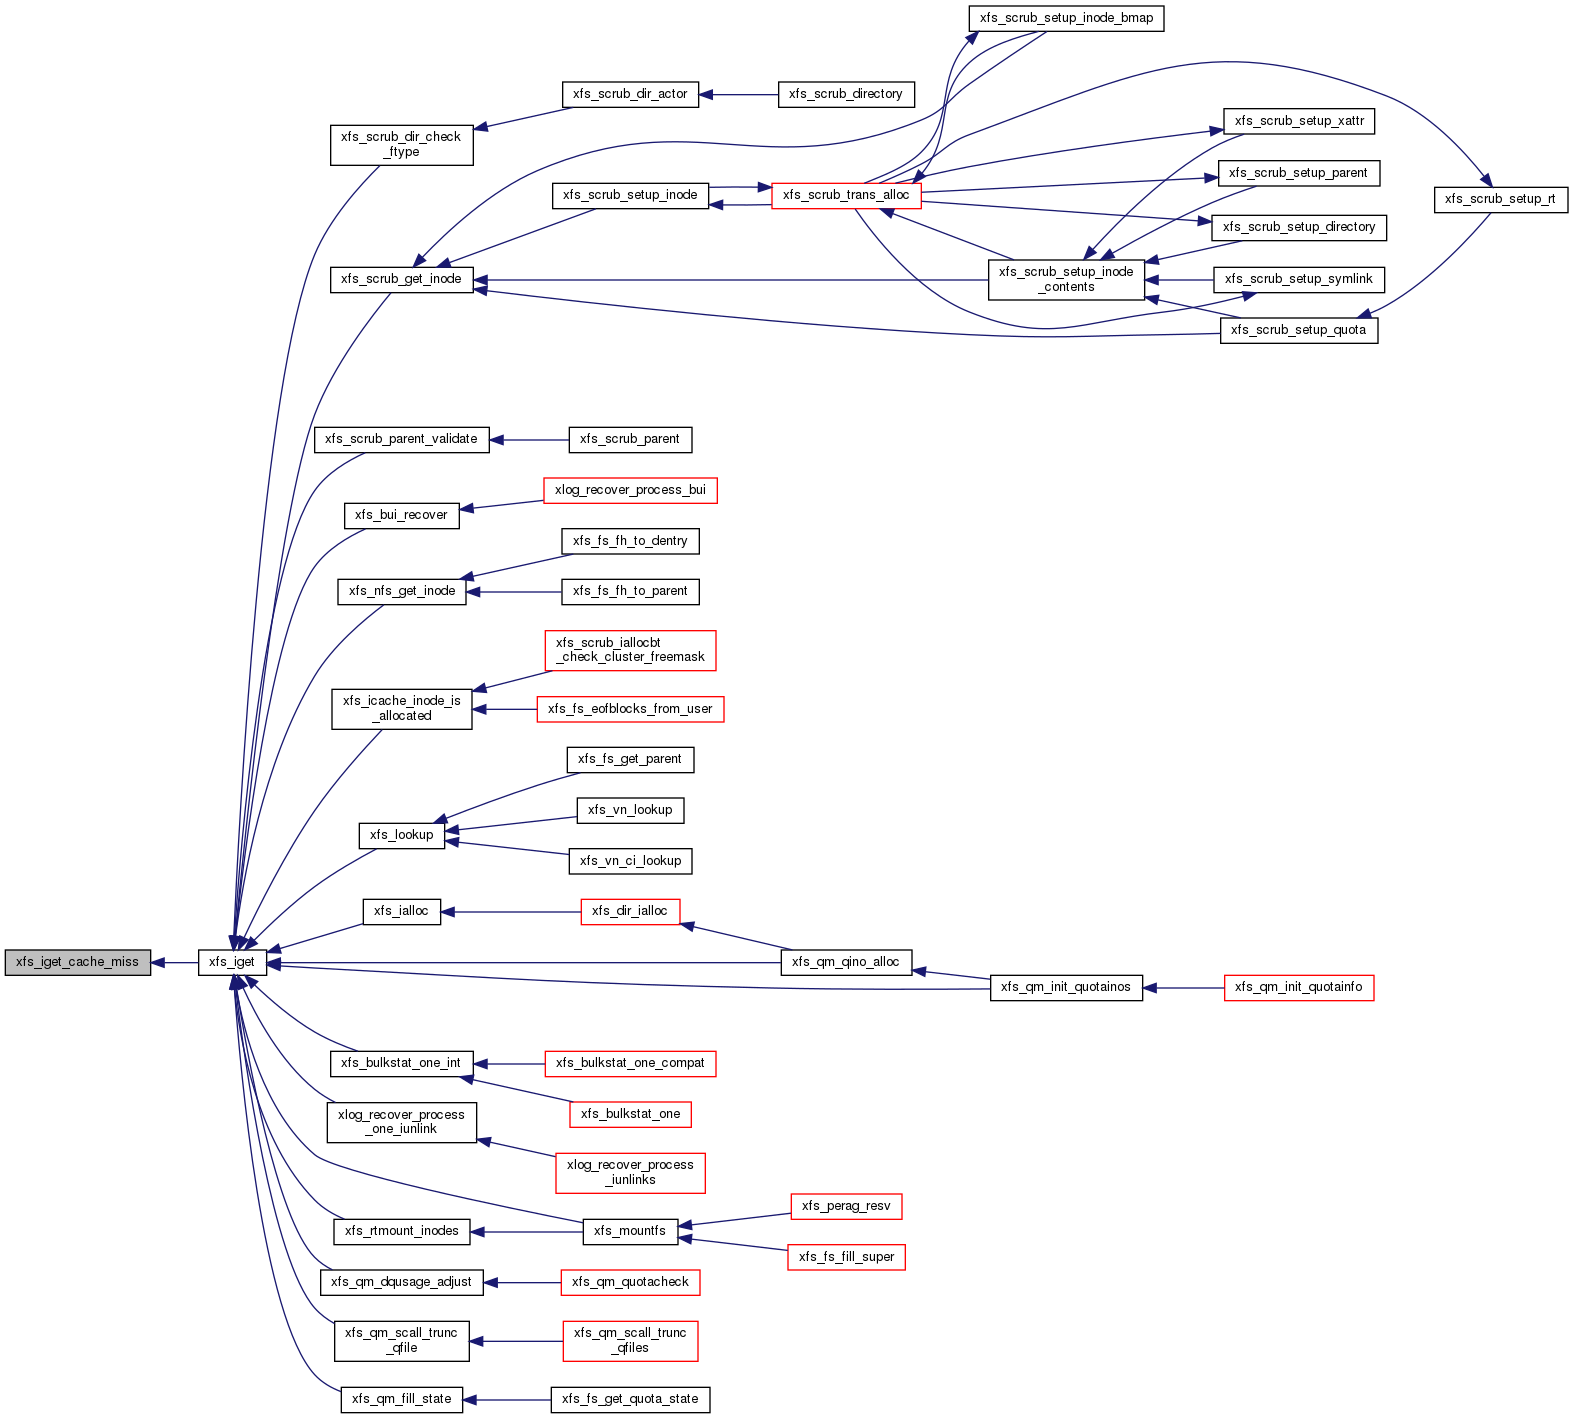 xfs_scrub_setup_inode_bmap
xfs_scrub_dir_actor
xfs_scrub_directory
xfs_scrub_dir_check
_ftype
xfs_scrub_setup_xattr
xfs_scrub_setup_parent
xfs_scrub_setup_inode
xfs_scrub_trans_alloc
xfs_scrub_setup_rt
xfs_scrub_setup_directory
xfs_scrub_get_inode
xfs_scrub_setup_inode
_contents
xfs_scrub_setup_symlink
xfs_scrub_setup_quota
xfs_scrub_parent_validate
xfs_scrub_parent
xlog_recover_process_bui
xfs_bui_recover
xfs_fs_fh_to_dentry
xfs_nfs_get_inode
xfs_fs_fh_to_parent
xfs_scrub_iallocbt
_check_cluster_freemask
xfs_icache_inode_is
_allocated
xfs_fs_eofblocks_from_user
xfs_fs_get_parent
xfs_vn_lookup
xfs_lookup
xfs_vn_ci_lookup
xfs_ialloc
xfs_dir_ialloc
xfs_iget_cache_miss
xfs_iget
xfs_qm_qino_alloc
xfs_qm_init_quotainos
xfs_qm_init_quotainfo
xfs_bulkstat_one_int
xfs_bulkstat_one_compat
xfs_bulkstat_one
xlog_recover_process
_one_iunlink
xlog_recover_process
_iunlinks
xfs_perag_resv
xfs_rtmount_inodes
xfs_mountfs
xfs_fs_fill_super
xfs_qm_dqusage_adjust
xfs_qm_quotacheck
xfs_qm_scall_trunc
_qfile
xfs_qm_scall_trunc
_qfiles
xfs_qm_fill_state
xfs_fs_get_quota_state